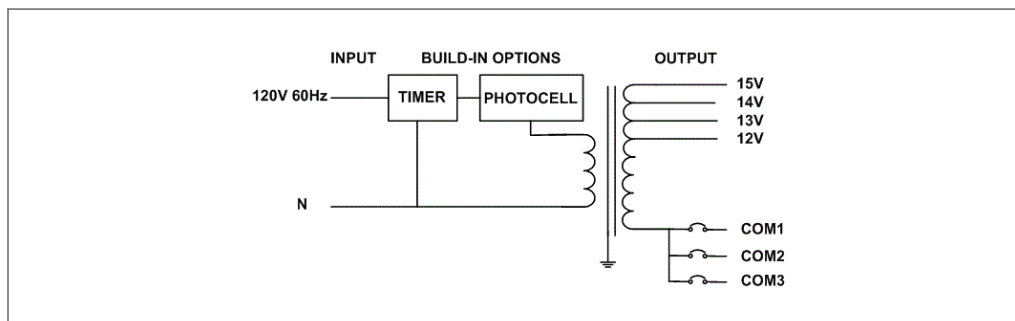 INPUT BUILD-IN OPTIONS OUTPUT
15V
120V 60Hz TIMER PHOTOCELL 14V
13V
12V
N
COM1
COM2
COM3